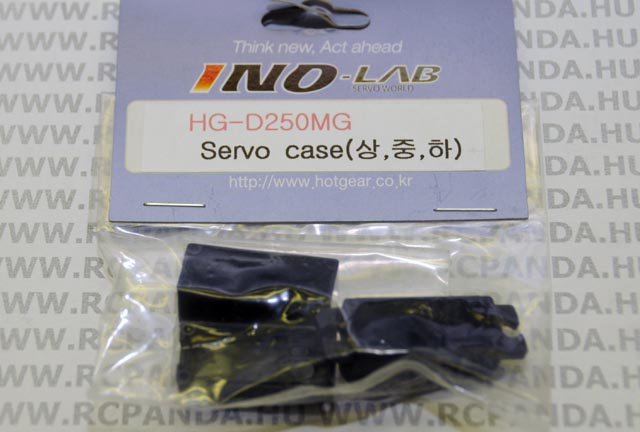 Think new, Act ahead
INO-LAB
SERVO WORLD
HG-D250MG
Servo case(상,중,하)
http://www.hotgear.co.kr
WWW.RCPANDA.HU